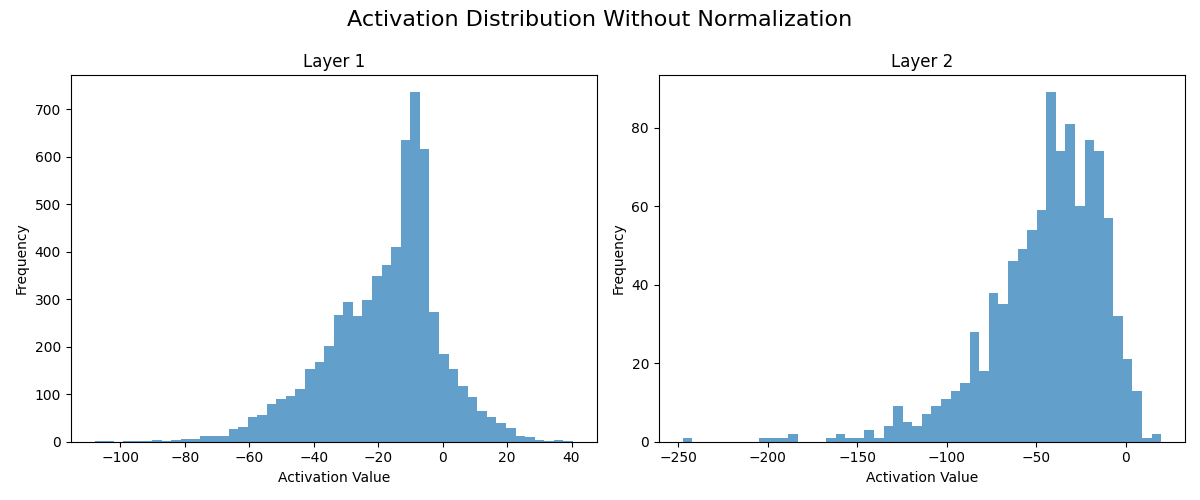 Activation Distribution Without Normalization
Layer 1
Frequency
700
600
500
400
300
200
100
0
−100 −80 −60 −40 −20 0 20 40
Activation Value
Layer 2
Frequency
80
60
40
20
0
−250 −200 −150 −100 −50 0
Activation Value